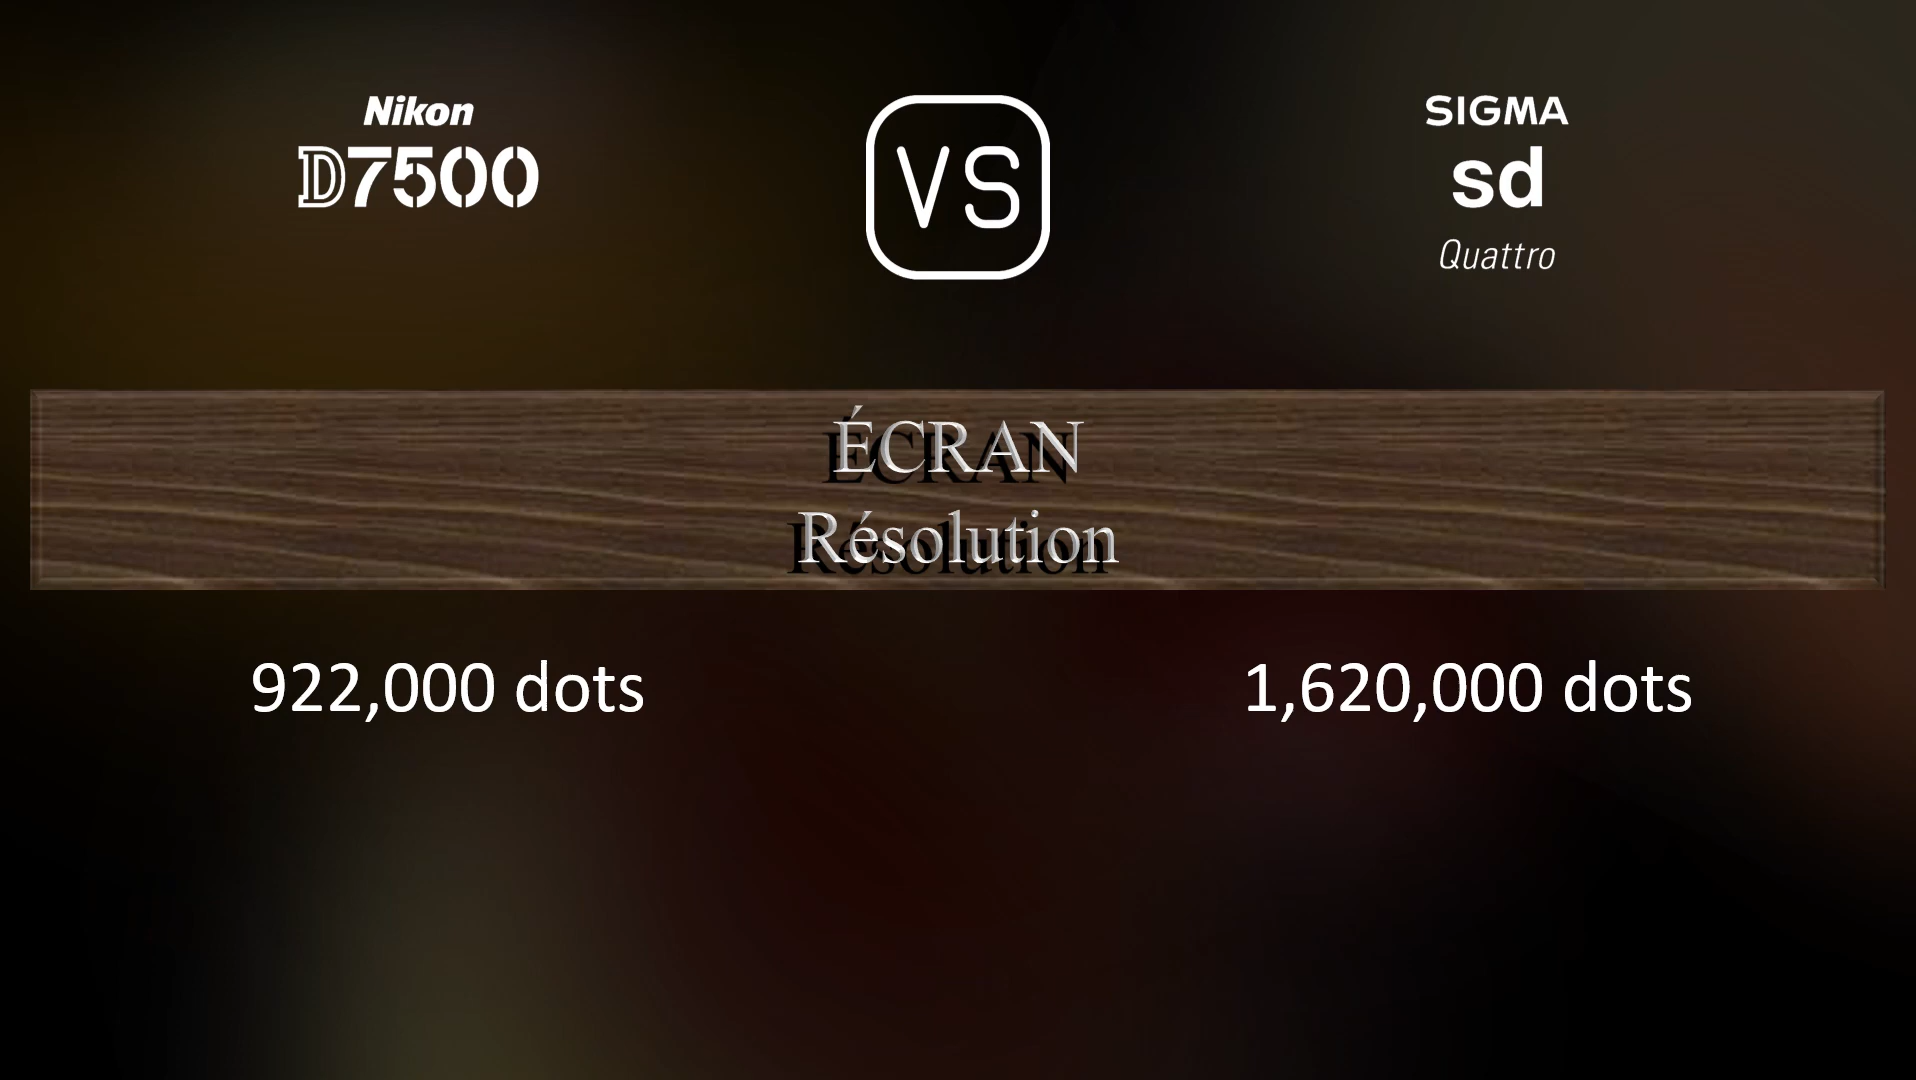 Nikon
D7500
VS
SIGMA
sd
Quattro
ÉCRAN
Résolution
922,000 dots
1,620,000 dots